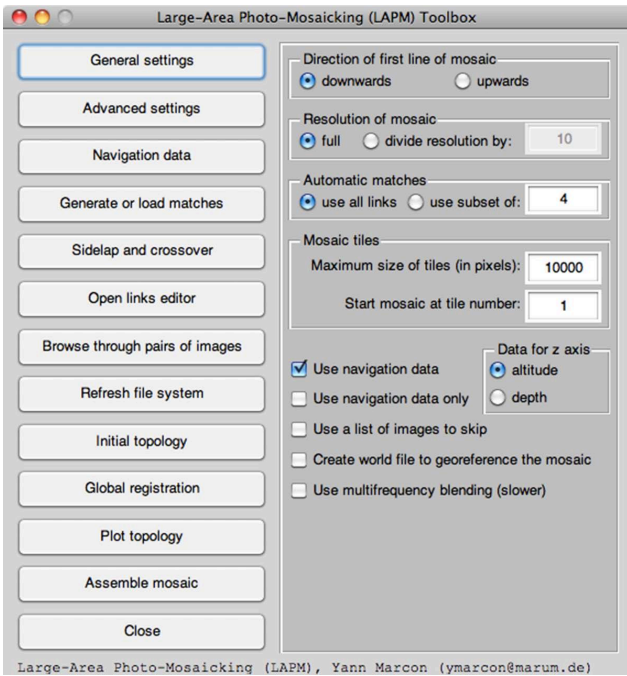 Large-Area Photo-Mosaicking (LAPM) Toolbox
General settings
Advanced settings
Navigation data
Generate or load matches
Sidelap and crossover
Open links editor
Browse through pairs of images
Refresh file system
Initial topology
Global registration
Plot topology
Assemble mosaic
Close
Direction of first line of mosaic
downwards upwards
Resolution of mosaic
full divide resolution by: 10
Automatic matches
use all links use subset of: 4
Mosaic tiles
Maximum size of tiles (in pixels): 10000
Start mosaic at tile number: 1
Use navigation data
Use navigation data only
Data for z axis
altitude
depth
Use a list of images to skip
Create world file to georeference the mosaic
Use multifrequency blending (slower)
Large-Area Photo-Mosaicking (LAPM), Yann Marcon (ymarcon@marum.de)